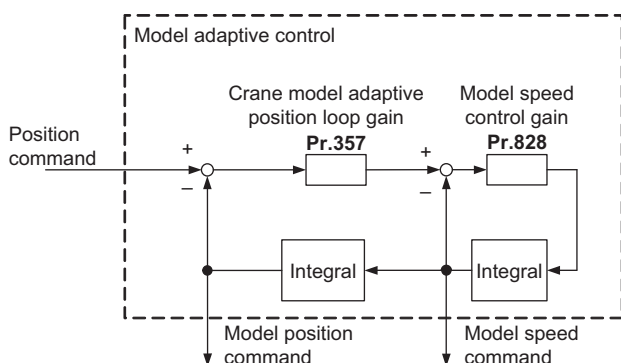 Model adaptive control
Crane model adaptive
position loop gain
Pr.357
Model speed
control gain
Pr.828
Position
command
+
–
+
–
Integral
Integral
Model position
command
Model speed
command